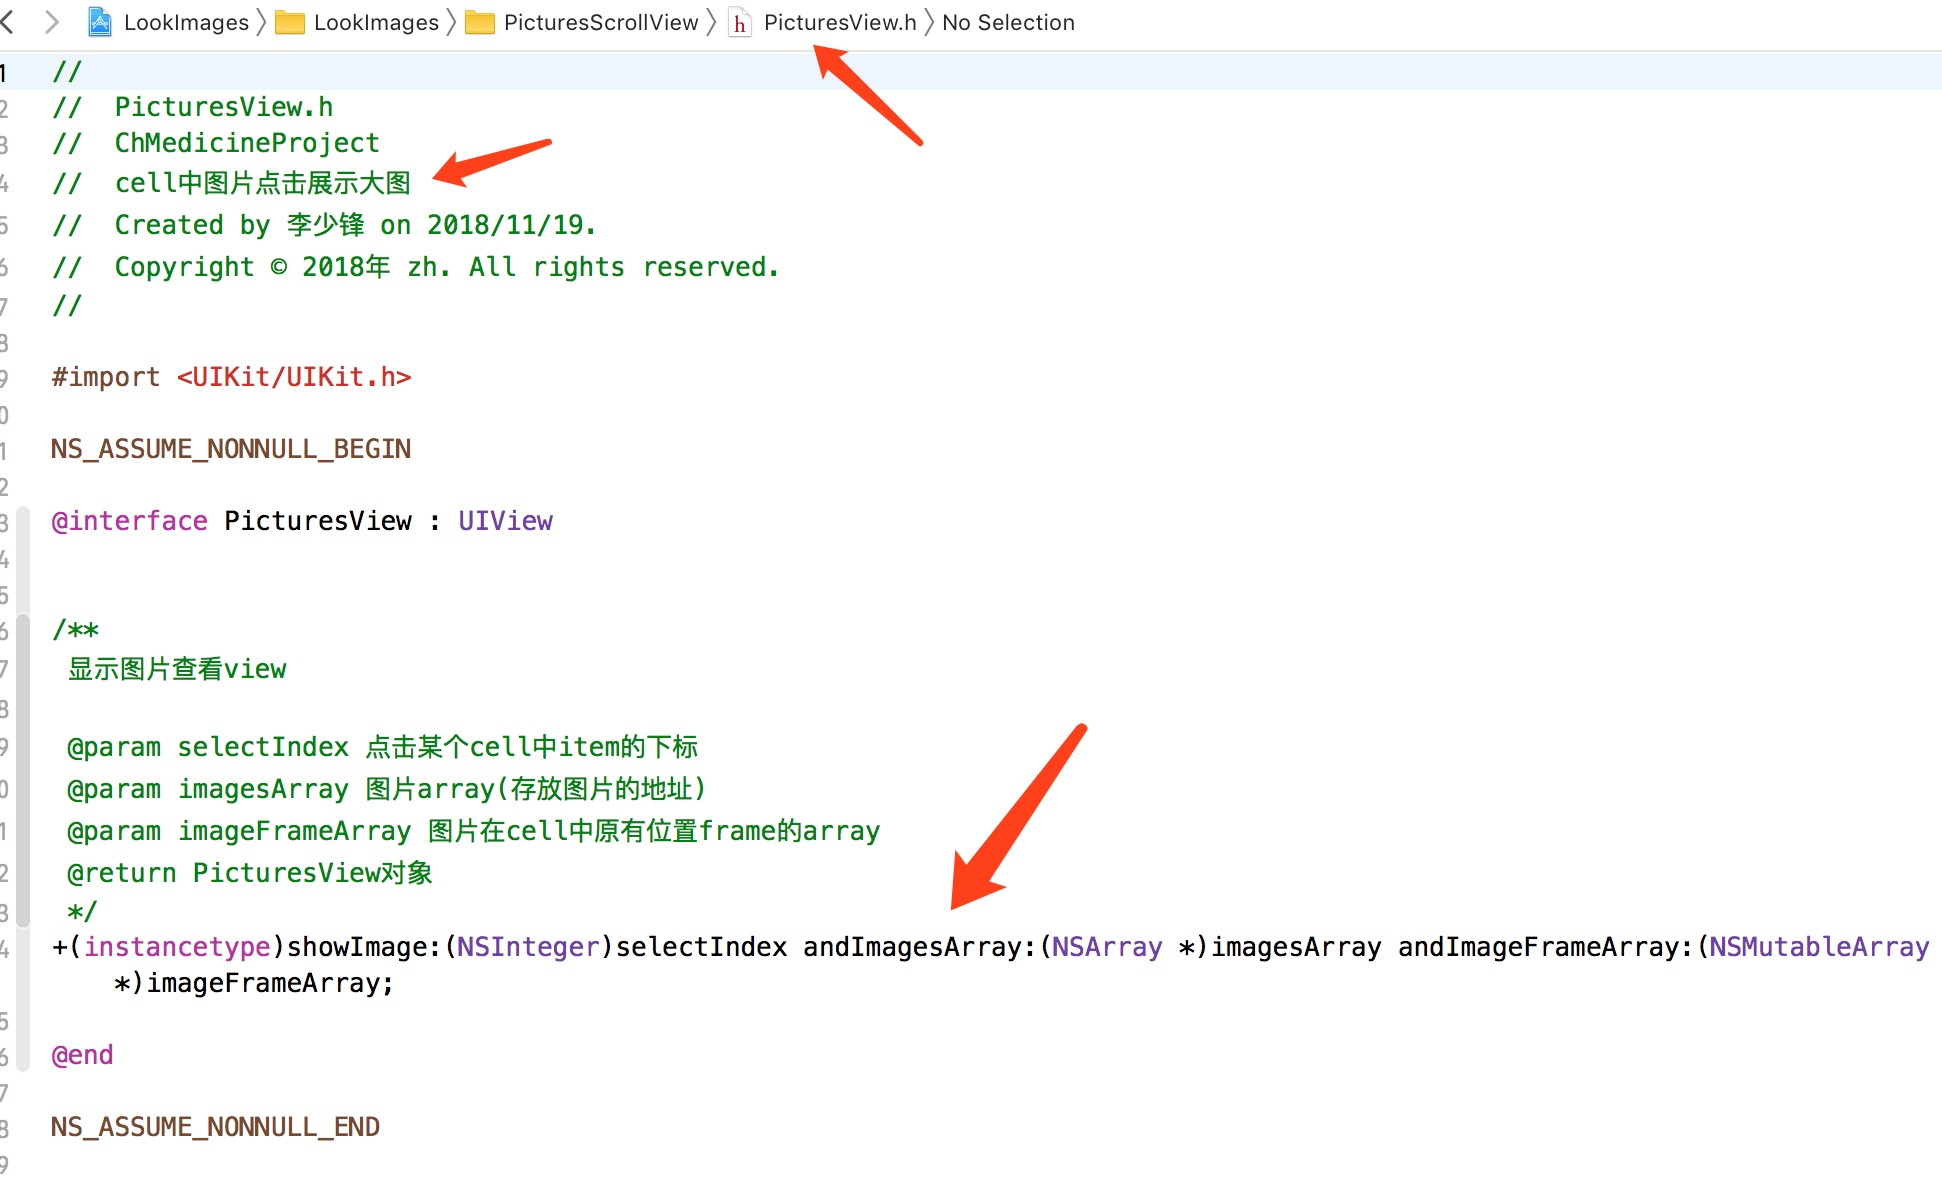 LookImages LookImages PicturesScrollView PicturesView.h No Selection
1 //
2 // PicturesView.h
3 // ChMedicineProject
4 // cell中图片点击展示大图
5 // Created by 李少锋 on 2018/11/19.
6 // Copyright © 2018年 zh. All rights reserved.
7 //
8
9 #import <UIKit/UIKit.h>
0
1 NS_ASSUME_NONNULL_BEGIN
2
3 @interface PicturesView : UIView
4
5
6 /**
7 显示图片查看view
8
9 @param selectIndex 点击某个cell中item的下标
0 @param imagesArray 图片array(存放图片的地址)
1 @param imageFrameArray 图片在cell中原有位置frame的array
2 @return PicturesView对象
3 */
4 +(instancetype)showImage:(NSInteger)selectIndex andImagesArray:(NSArray *)imagesArray andImageFrameArray:(NSMutableArray
*)imageFrameArray;
5
6 @end
7
8 NS_ASSUME_NONNULL_END
9